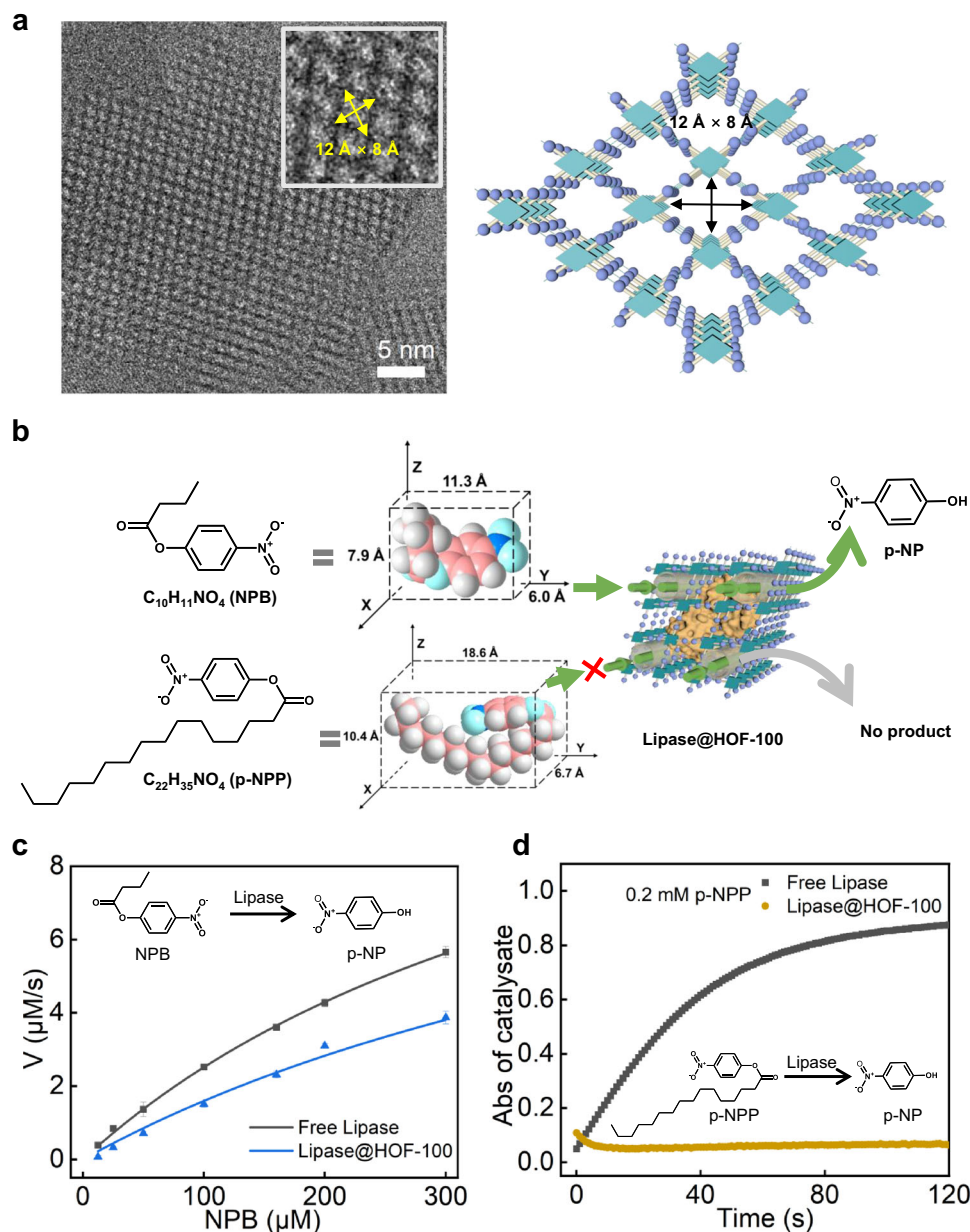 a
12 Å × 8 Å
5 nm
12 Å × 8 Å
b
O
O
N+
O-
O
C10H11NO4 (NPB)
Z
11.3 Å
7.9 Å
X
Y
6.0 Å
O
N+
-O
OH
p-NP
O
N+
-O
O
O
C22H35NO4 (p-NPP)
Z
18.6 Å
10.4 Å
X
Y
6.7 Å
Lipase@HOF-100
No product
c
V (µM/s)
8
6
4
2
0
O
O
N+
O-
O
NPB
Lipase
O
N+
-O
OH
p-NP
Free Lipase
Lipase@HOF-100
0
100
200
300
NPB (µM)
d
Abs of catalysate
1.0
0.8
0.6
0.4
0.2
0.0
0.2 mM p-NPP
Free Lipase
Lipase@HOF-100
O
N+
-O
O
O
p-NPP
Lipase
O
N+
-O
OH
p-NP
0
40
80
120
Time (s)